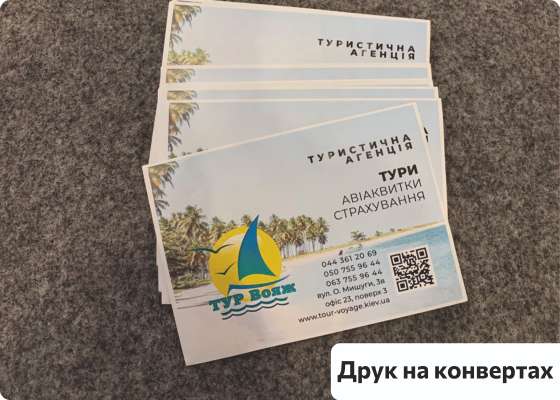 ТУРИСТИЧНА
АГЕНЦІЯ
ТУРИСТИЧНА
АГЕНЦІЯ
ТУРИ
АВІАКВИТКИ
СТРАХУВАННЯ
ТУР ВОЯЖ
044 361 20 69
050 755 96 44
063 755 96 44
вул. О. Мишуги, 3в
офіс 23, поверх 3
www.tour-voyage.kiev.ua
Друк на конвертах